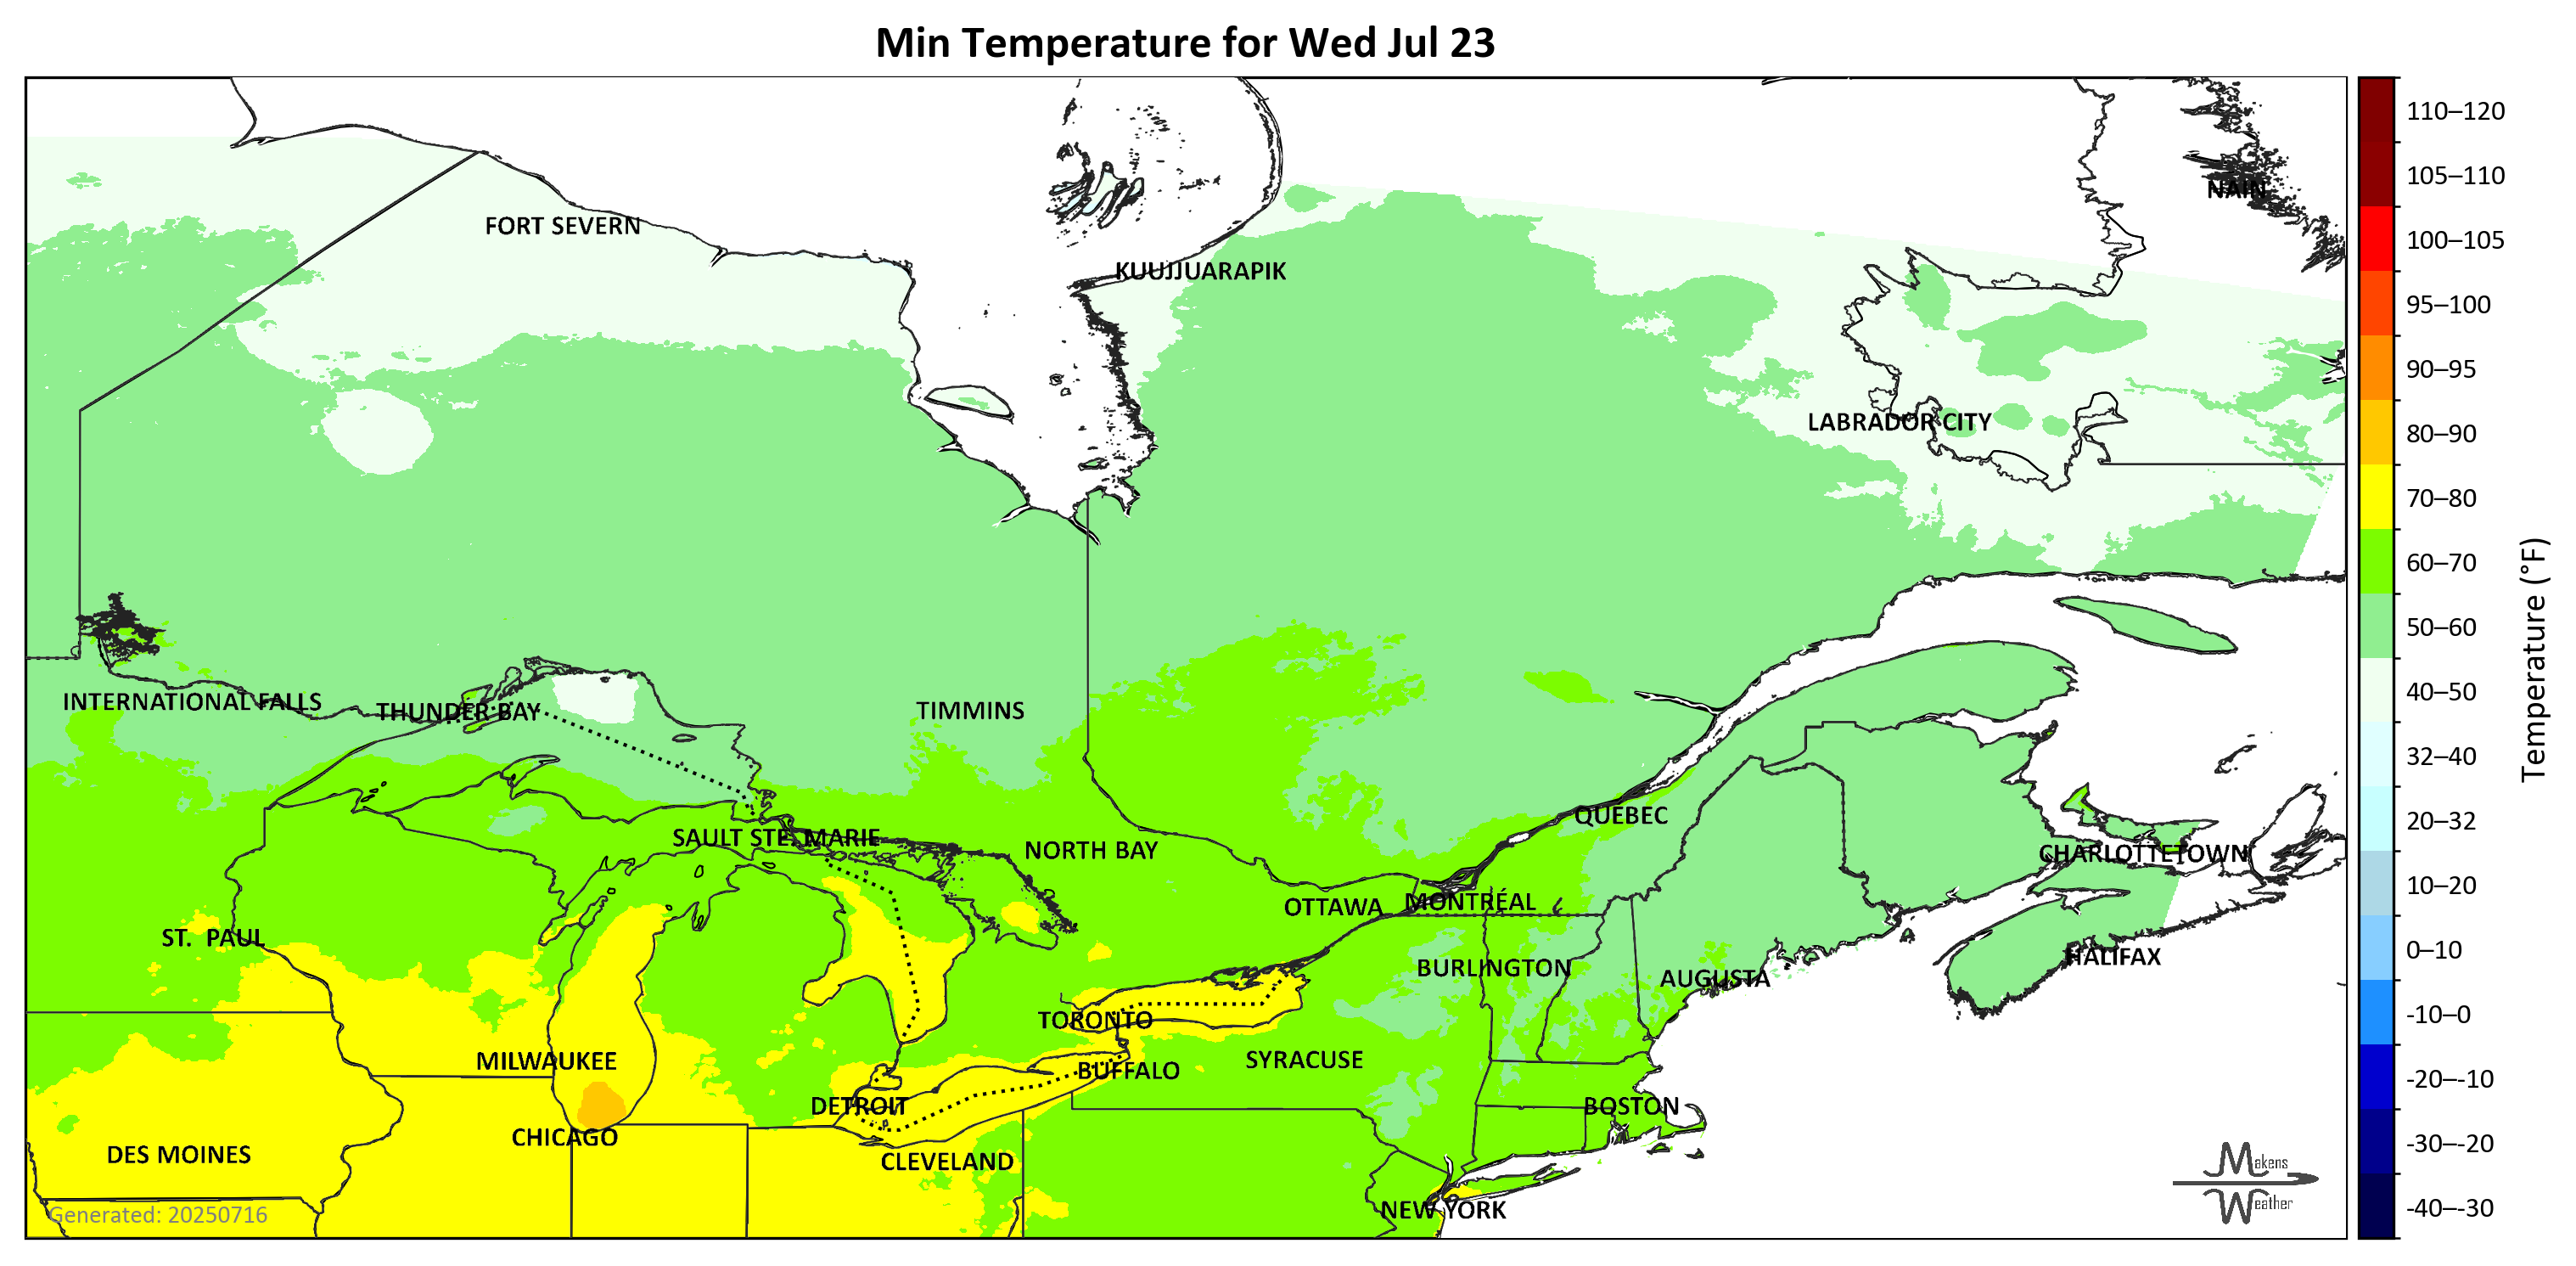 Min Temperature for Wed Jul 23
110–120
105–110
NAIN
FORT SEVERN
100–105
KUUJJUARAPIK
95–100
90–95
LABRADOR CITY
80–90
70–80
60–70
50–60
Temperature (°F)
40–50
INTERNATIONAL FALLS
THUNDER BAY
TIMMINS
32–40
QUÉBEC
20–32
SAULT STE. MARIE
NORTH BAY
CHARLOTTETOWN
10–20
OTTAWA
MONTRÉAL
ST.  PAUL
0–10
HALIFAX
BURLINGTON
AUGUSTA
-10–0
TORONTO
MILWAUKEE
SYRACUSE
BUFFALO
-20–-10
DETROIT
BOSTON
CHICAGO
-30–-20
DES MOINES
CLEVELAND
Makens
Weather
NEW YORK
-40–-30
Generated: 20250716